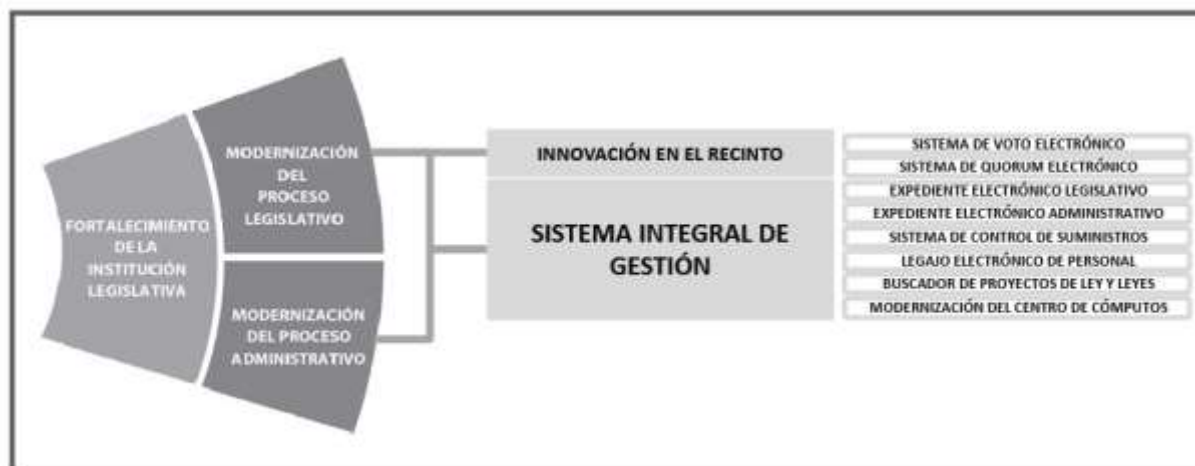 FORTALECIMIENTO
DE LA
INSTITUCIÓN
LEGISLATIVA
MODERNIZACIÓN
DEL
PROCESO
LEGISLATIVO
MODERNIZACIÓN
DEL PROCESO
ADMINISTRATIVO
INNOVACIÓN EN EL RECINTO
SISTEMA INTEGRAL DE
GESTIÓN
SISTEMA DE VOTO ELECTRÓNICO
SISTEMA DE QUORUM ELECTRÓNICO
EXPEDIENTE ELECTRÓNICO LEGISLATIVO
EXPEDIENTE ELECTRÓNICO ADMINISTRATIVO
SISTEMA DE CONTROL DE SUMINISTROS
LEGAJO ELECTRÓNICO DE PERSONAL
BUSCADOR DE PROYECTOS DE LEY Y LEYES
MODERNIZACIÓN DEL CENTRO DE CÓMPUTOS